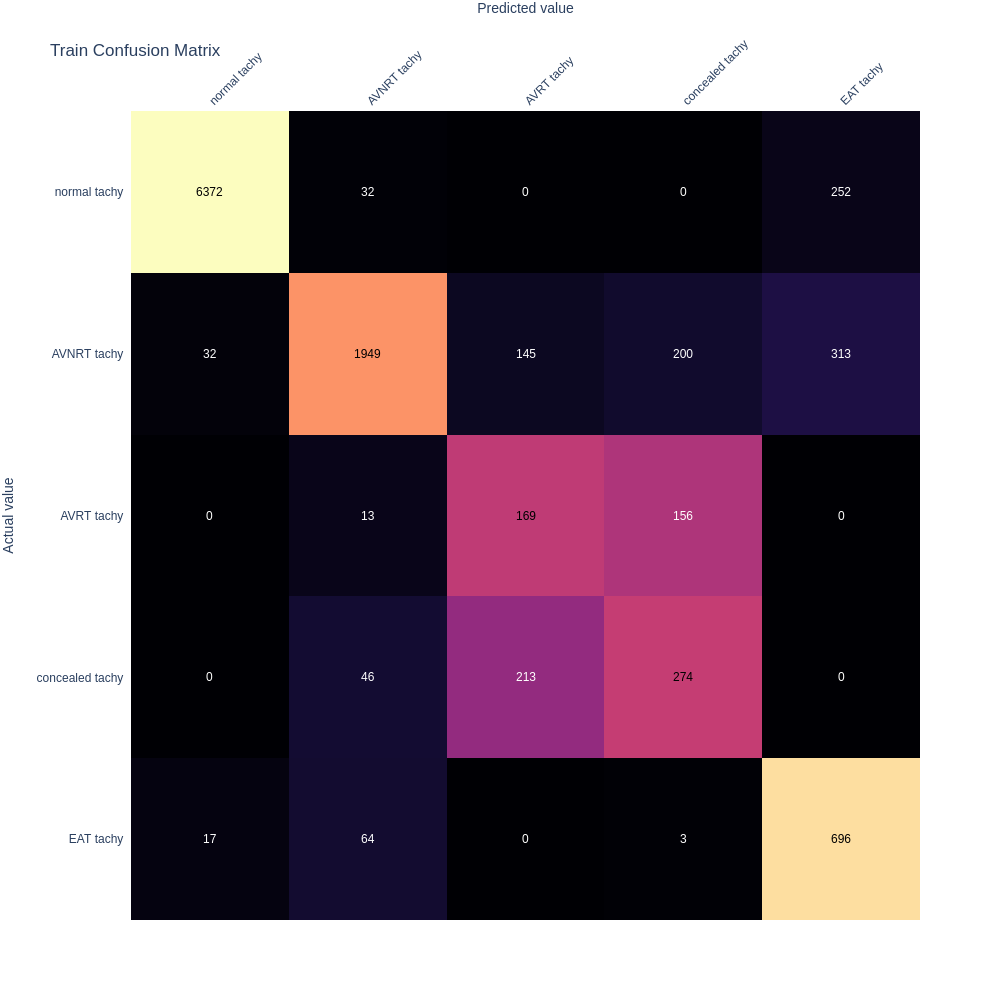 Predicted value
Train Confusion Matrix
normal tachy AVNRT tachy AVRT tachy concealed tachy EAT tachy
normal tachy 6372 32 0 0 252
AVNRT tachy 32 1949 145 200 313
Actual value
AVRT tachy 0 13 169 156 0
concealed tachy 0 46 213 274 0
EAT tachy 17 64 0 3 696